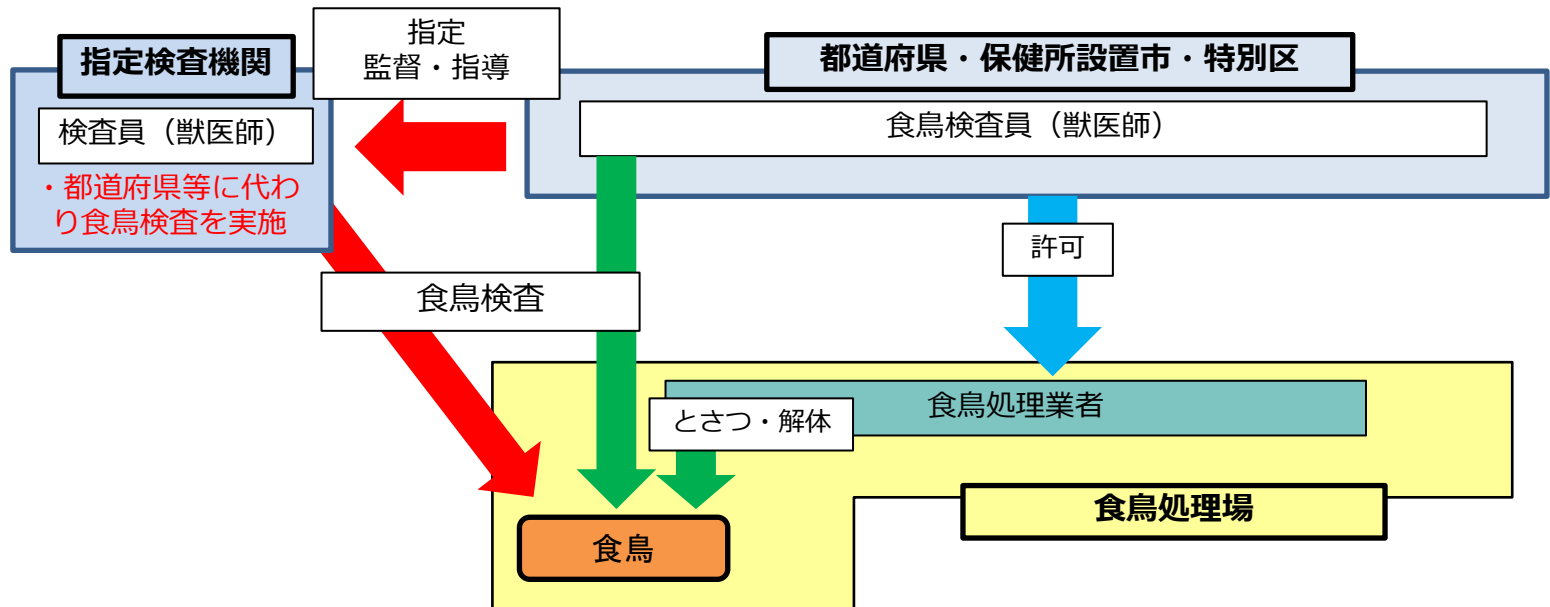 指定
監督・指導
指定検査機関
都道府県・保健所設置市・特別区
検査員（獣医師）
食鳥検査員（獣医師）
・都道府県等に代わ
り食鳥検査を実施
許可
食鳥検査
食鳥処理業者
とさつ・解体
食鳥処理場
食鳥